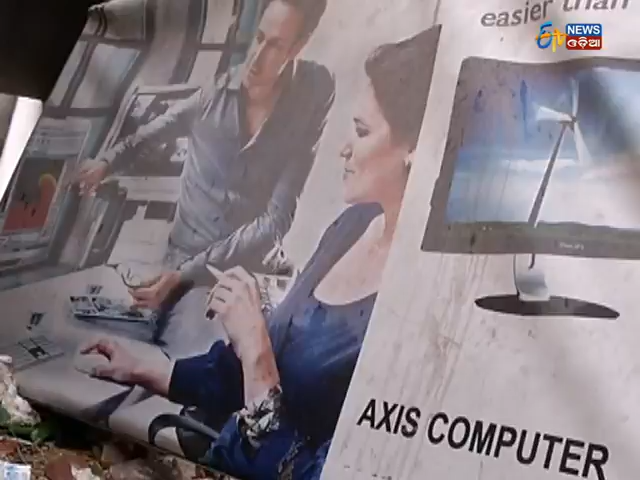 easier than
ETV NEWS
ଓଡ଼ିଆ
AXIS COMPUTER